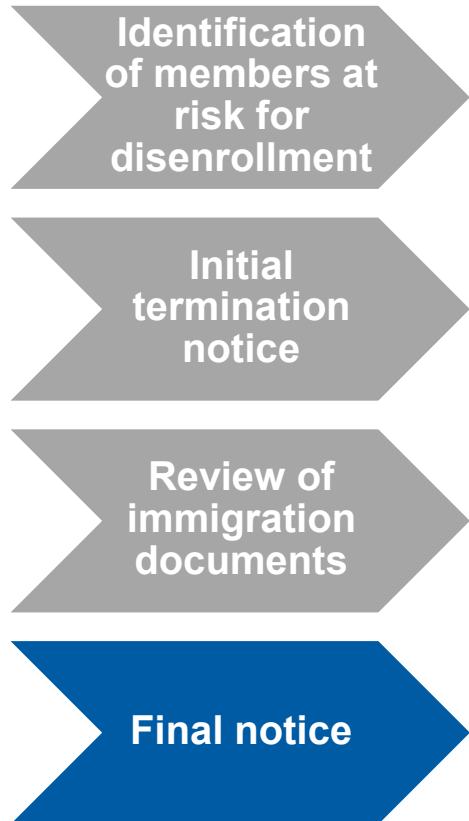 Identification
of members at
risk for
disenrollment
Initial
termination
notice
Review of
immigration
documents
Final notice